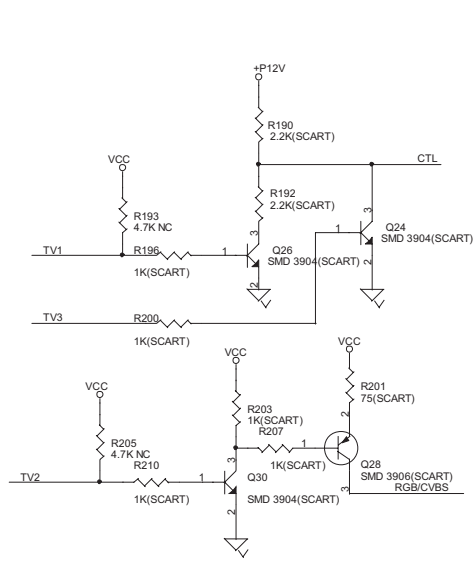 +P12V
R190
2.2K(SCART)
CTL
VCC
R192
2.2K(SCART)
R193
4.7K NC
3
3
Q24
SMD 3904(SCART)
1
TV1
R196
1
Q26
SMD 3904(SCART)
2
1K(SCART)
2
TV3
R200
1K(SCART)
VCC
VCC
VCC
R201
75(SCART)
R203
1K(SCART)
2
R205
4.7K NC
R207
1
3
1K(SCART)
Q28
SMD 3906(SCART)
R210
TV2
1
Q30
3
RGB/CVBS
1K(SCART)
SMD 3904(SCART)
2